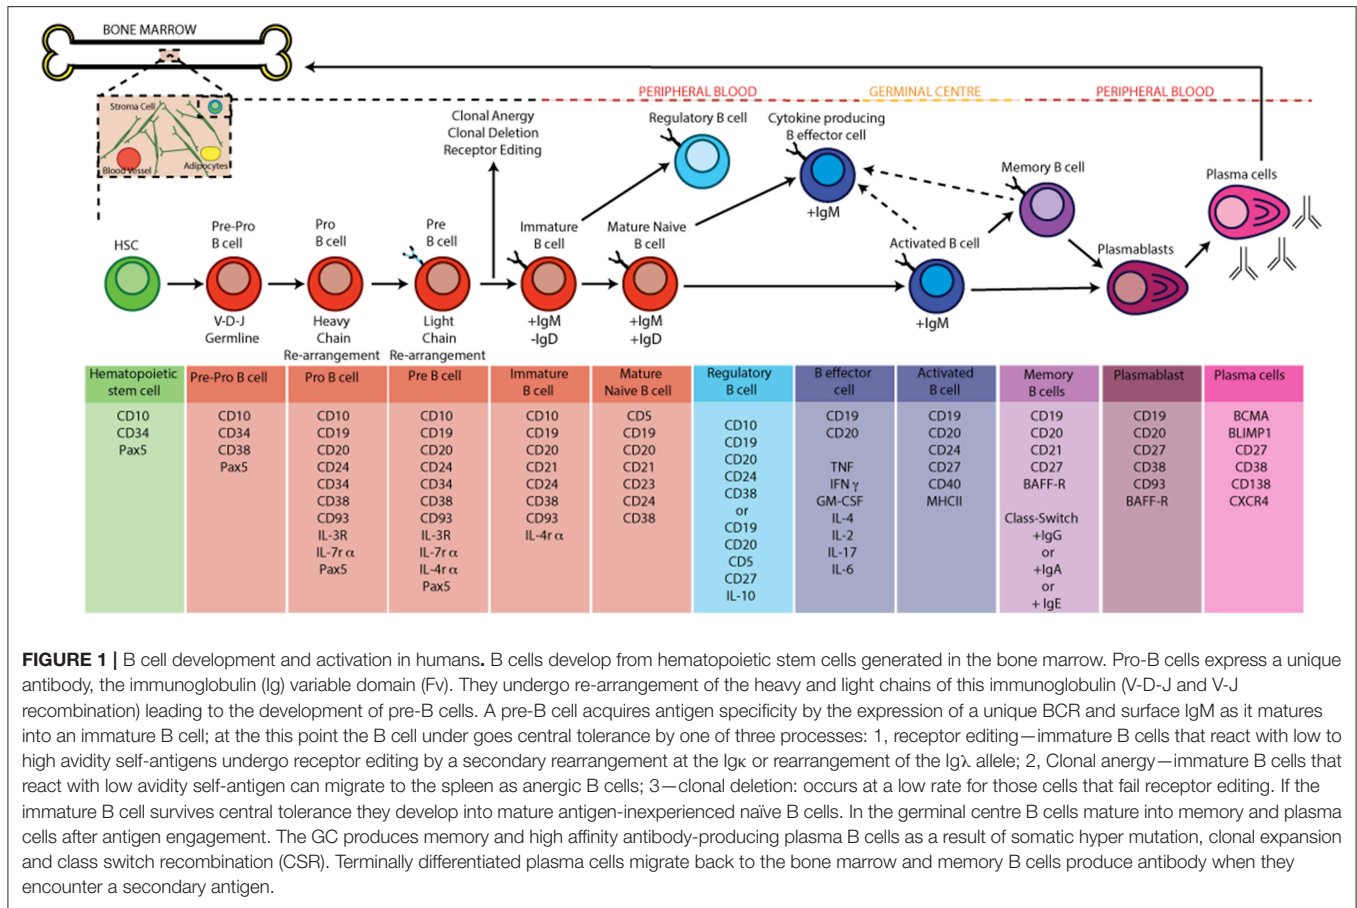 BONE MARROW
Stroma Cell
Blood Vessel
Adipocytes
PERIPHERAL BLOOD
GERMINAL CENTRE
PERIPHERAL BLOOD
Clonal Anergy
Clonal Deletion
Receptor Editing
Regulatory B cell
Cytokine producing
B effector cell
+IgM
Memory B cell
Plasma cells
HSC
Pre-Pro
B cell
V-D-J
Germline
Pro
B cell
Heavy
Chain
Re-arrangement
Pre
B cell
Light
Chain
Re-arrangement
Immature
B cell
+IgM
-IgD
Mature Naive
B cell
+IgM
+IgD
Activated B cell
+IgM
Plasmablasts
Hematopoietic
stem cell
CD10
CD34
Pax5
Pre-Pro B cell
CD10
CD34
CD38
Pax5
Pro B cell
CD10
CD19
CD20
CD24
CD34
CD38
CD93
IL-3R
IL-7r α
Pax5
Pre B cell
CD10
CD19
CD20
CD24
CD34
CD38
CD93
IL-3R
IL-7r α
IL-4r α
Pax5
Immature
B cell
CD10
CD19
CD20
CD21
CD24
CD38
CD93
IL-4r α
Mature
Naive B cell
CD5
CD19
CD20
CD21
CD23
CD24
CD38
Regulatory
B cell
CD10
CD19
CD20
CD24
CD38
or
CD19
CD20
CD5
CD27
IL-10
B effector
cell
CD19
CD20
TNF
IFN γ
GM-CSF
IL-4
IL-2
IL-17
IL-6
Activated
B cell
CD19
CD20
CD24
CD27
CD40
MHCII
Memory
B cells
CD19
CD20
CD21
CD27
BAFF-R
Class-Switch
+IgG
or
+IgA
or
+ IgE
Plasmablast
CD19
CD20
CD27
CD38
CD93
BAFF-R
Plasma cells
BCMA
BLIMP1
CD27
CD38
CD138
CXCR4
FIGURE 1 | B cell development and activation in humans. B cells develop from hematopoietic stem cells generated in the bone marrow. Pro-B cells express a unique
antibody, the immunoglobulin (Ig) variable domain (Fv). They undergo re-arrangement of the heavy and light chains of this immunoglobulin (V-D-J and V-J
recombination) leading to the development of pre-B cells. A pre-B cell acquires antigen specificity by the expression of a unique BCR and surface IgM as it matures
into an immature B cell; at the this point the B cell under goes central tolerance by one of three processes: 1, receptor editing—immature B cells that react with low to
high avidity self-antigens undergo receptor editing by a secondary rearrangement at the Igκ or rearrangement of the Igλ allele; 2, Clonal anergy—immature B cells that
react with low avidity self-antigen can migrate to the spleen as anergic B cells; 3—clonal deletion: occurs at a low rate for those cells that fail receptor editing. If the
immature B cell survives central tolerance they develop into mature antigen-inexperienced naïve B cells. In the germinal centre B cells mature into memory and plasma
cells after antigen engagement. The GC produces memory and high affinity antibody-producing plasma B cells as a result of somatic hyper mutation, clonal expansion
and class switch recombination (CSR). Terminally differentiated plasma cells migrate back to the bone marrow and memory B cells produce antibody when they
encounter a secondary antigen.